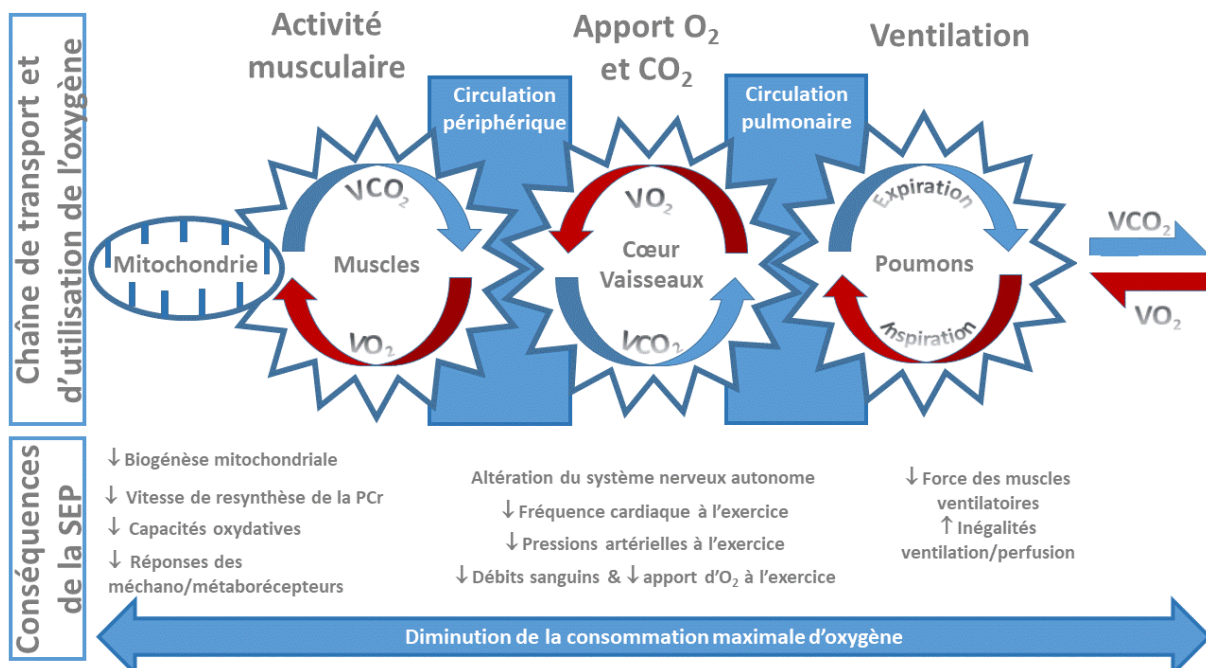 Chaîne de transport et
d'utilisation de l'oxygène
Activité
musculaire
Apport O₂
et CO₂
Ventilation
Circulation
périphérique
Circulation
pulmonaire
VCO₂
VO₂
Expiration
Mitochondrie
Muscles
Cœur
Vaisseaux
Poumons
VCO₂
VO₂
VO₂
VCO₂
Inspiration
Conséquences
de la SEP
↓ Biogénèse mitochondriale
↓ Vitesse de resynthèse de la PCr
↓ Capacités oxydatives
↓ Réponses des
méchano/métaborécepteurs
Altération du système nerveux autonome
↓ Fréquence cardiaque à l'exercice
↓ Pressions artérielles à l'exercice
↓ Débits sanguins & ↓ apport d'O₂ à l'exercice
↓ Force des muscles
ventilatoires
↑ Inégalités
ventilation/perfusion
Diminution de la consommation maximale d'oxygène